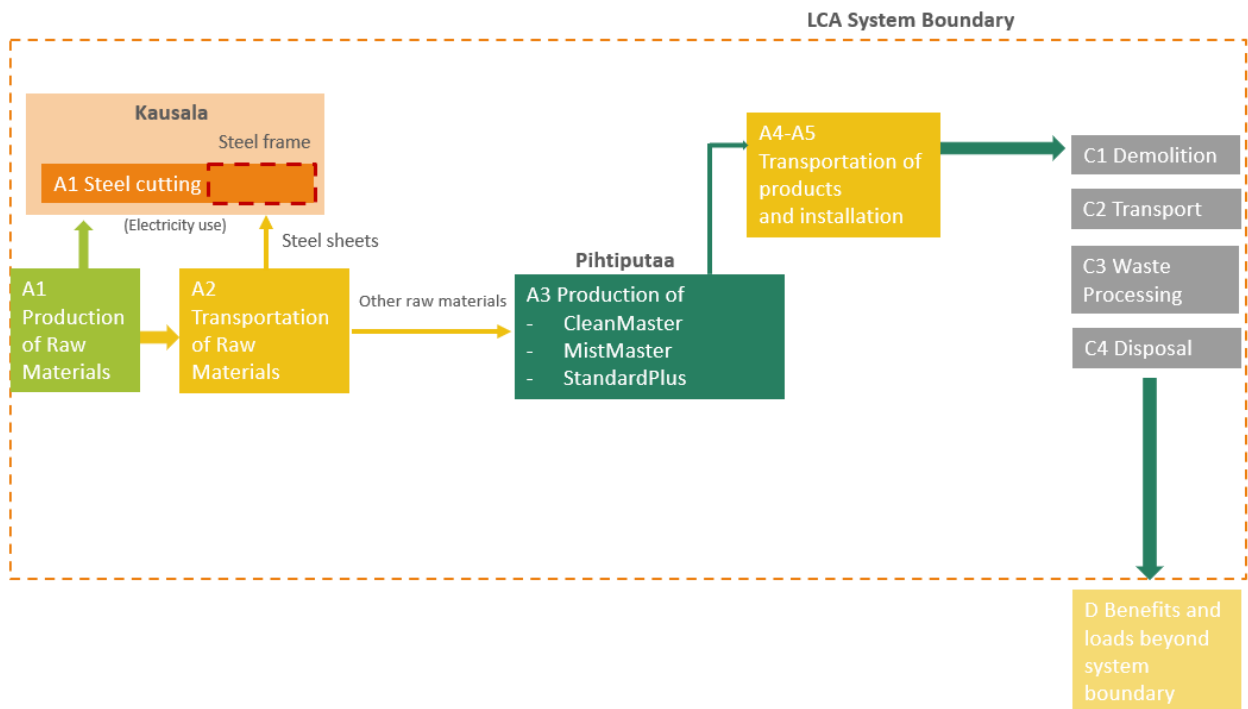 LCA System Boundary
Kausala
Steel frame
A1 Steel cutting
(Electricity use)
Steel sheets
A1
Production
of Raw
Materials
A2
Transportation
of Raw
Materials
Other raw materials
Pihtiputaa
A3 Production of
- CleanMaster
- MistMaster
- StandardPlus
A4-A5
Transportation of
products
and installation
C1 Demolition
C2 Transport
C3 Waste
Processing
C4 Disposal
D Benefits and
loads beyond
system
boundary